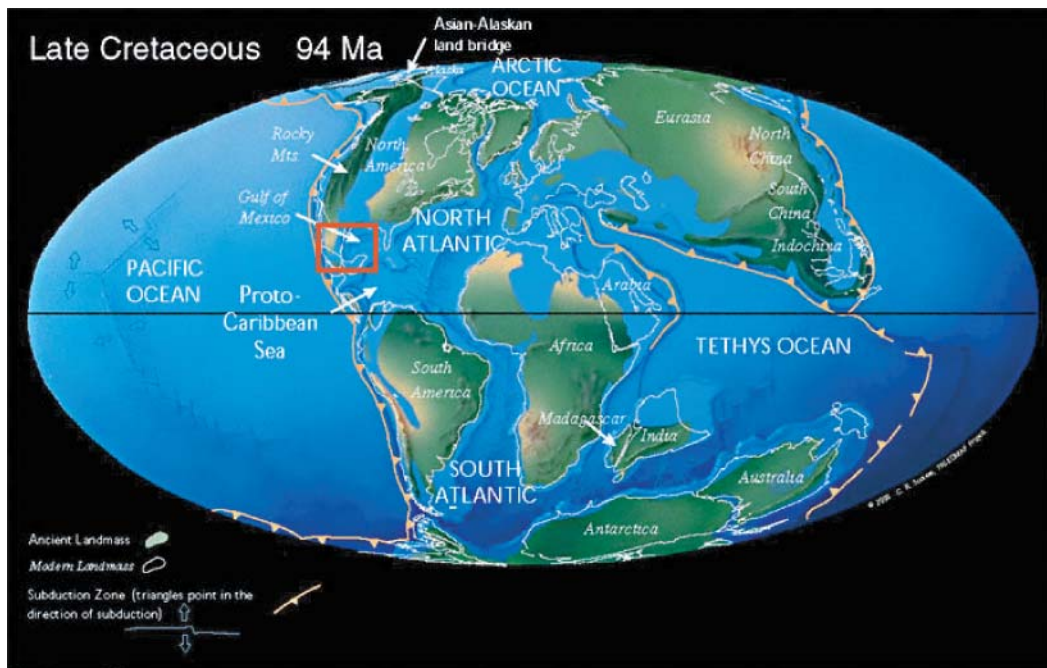 Late Cretaceous 94 Ma
Asian-Alaskan
land bridge
Alaska
ARCTIC
OCEAN
Rocky
Mts.
North
America
Eurasia
North
China
South
China
Indochina
Gulf of
Mexico
NORTH
ATLANTIC
PACIFIC
OCEAN
Proto-
Caribbean
Sea
Arabia
Africa
TETHYS OCEAN
South
America
Madagascar
India
SOUTH
ATLANTIC
Australia
Antarctica
Ancient Landmass
Modern Landmass
Subduction Zone (triangles point in the
direction of subduction)